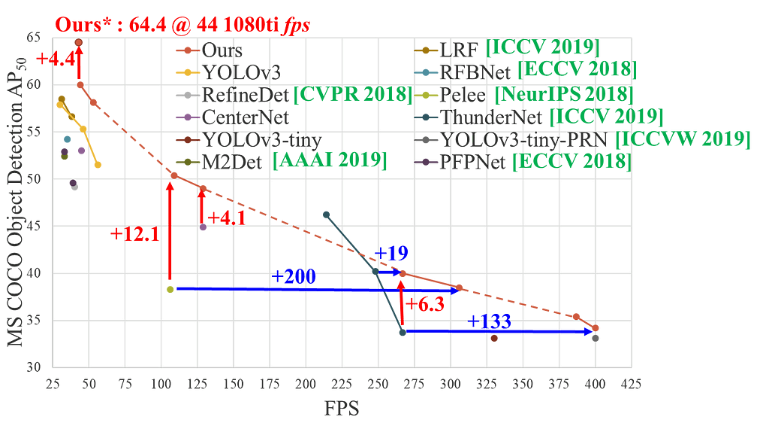 Ours* : 64.4 @ 44 1080ti fps
MS COCO Object Detection AP50
65
60
55
50
45
40
35
30
+4.4
Ours
LRF [ICCV 2019]
YOLOv3
RFBNet [ECCV 2018]
RefineDet [CVPR 2018]
Pelee [NeurIPS 2018]
CenterNet
ThunderNet [ICCV 2019]
YOLOv3-tiny
YOLOv3-tiny-PRN [ICCVW 2019]
M2Det [AAAI 2019]
PFPNet [ECCV 2018]
+12.1
+4.1
+19
+200
+6.3
+133
25 50 75 100 125 150 175 200 225 250 275 300 325 350 375 400 425
FPS